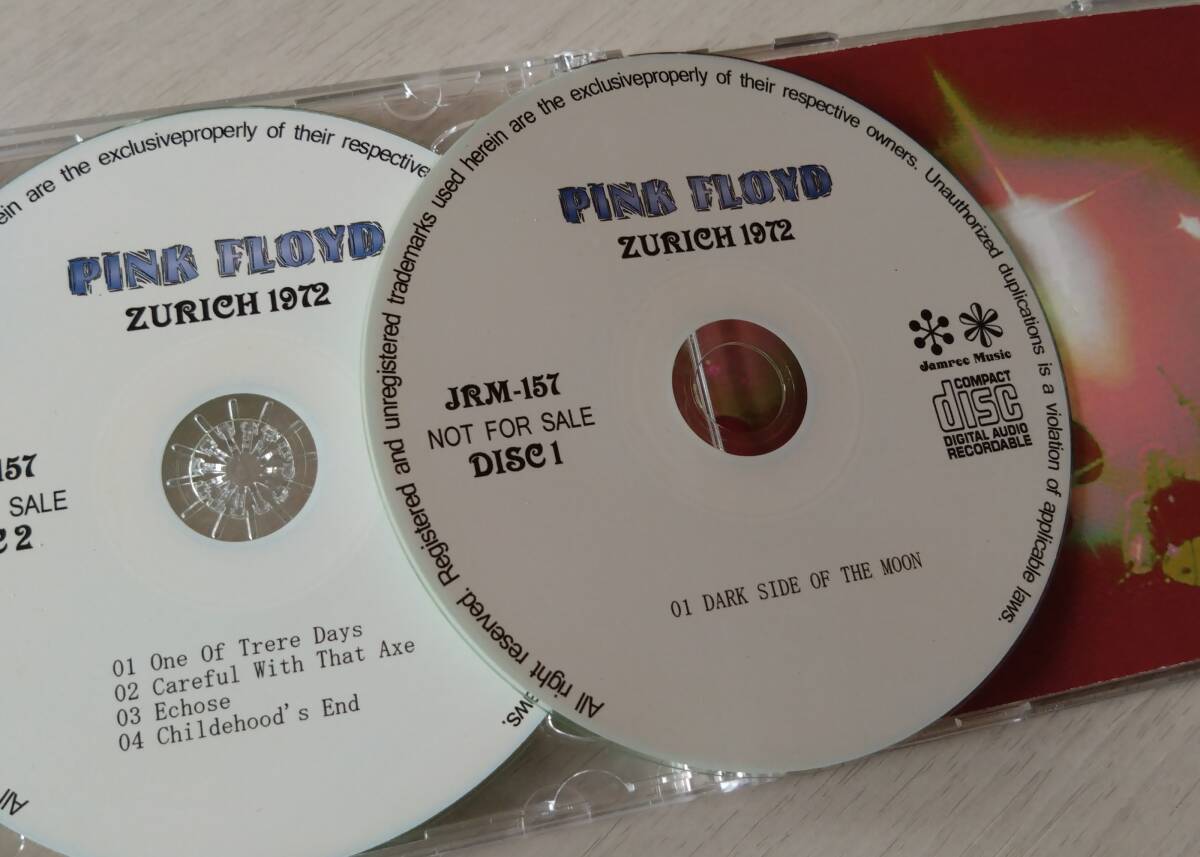 ein are the exclusiveproperly of their respective
PINK FLOYD
ZURICH 1972
157
SALE
2
01 One Of Trere Days
02 Careful With That Axe
03 Echose
04 Childehood's End
aws.
All
All right reserved. Registered and unregistered trademarks used herein are the exclusiveproperly of their respective owners. Unauthorized duplications is a violation of applicable laws.
PINK FLOYD
ZURICH 1972
JRM-157
NOT FOR SALE
DISC 1
Jamree Music
COMPACT
disc
DIGITAL AUDIO
RECORDABLE
01 DARK SIDE OF THE MOON